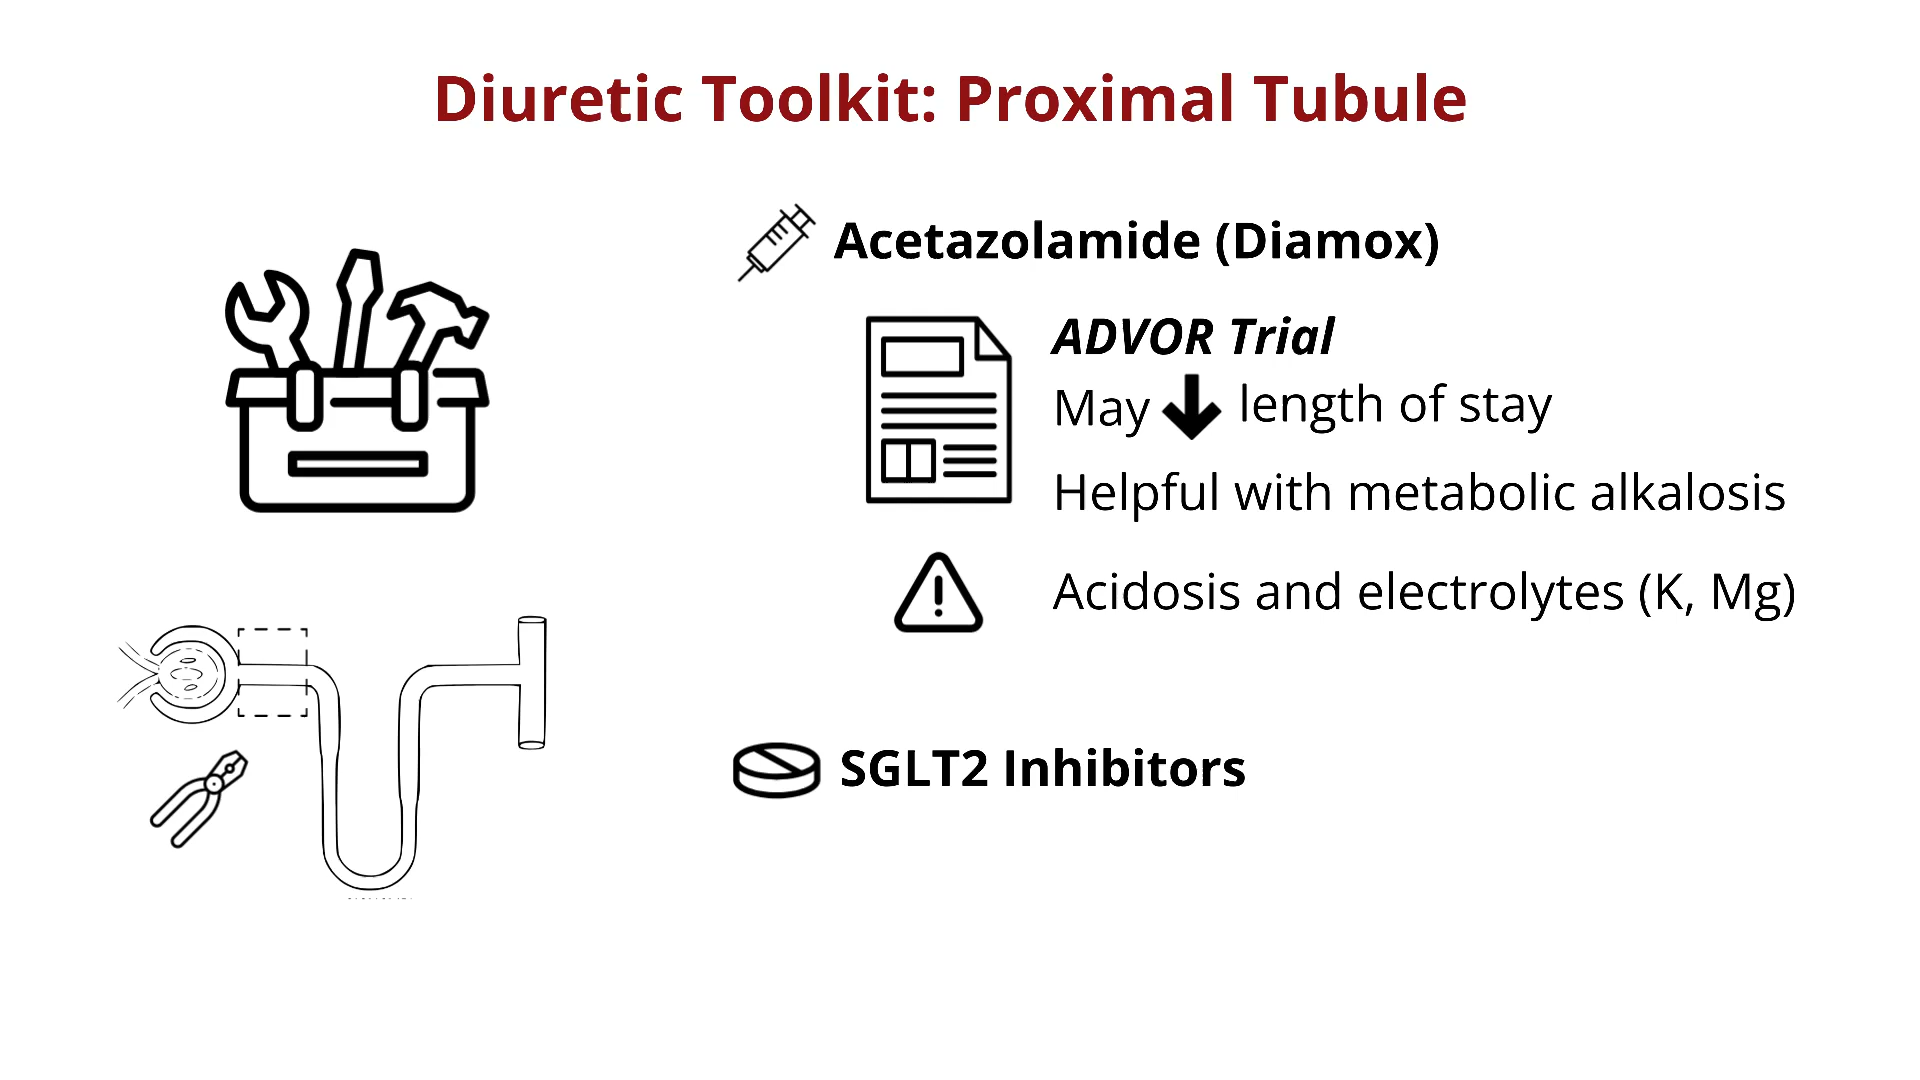 Diuretic Toolkit: Proximal Tubule
Acetazolamide (Diamox)
ADVOR Trial
May length of stay
Helpful with metabolic alkalosis
Acidosis and electrolytes (K, Mg)
SGLT2 Inhibitors